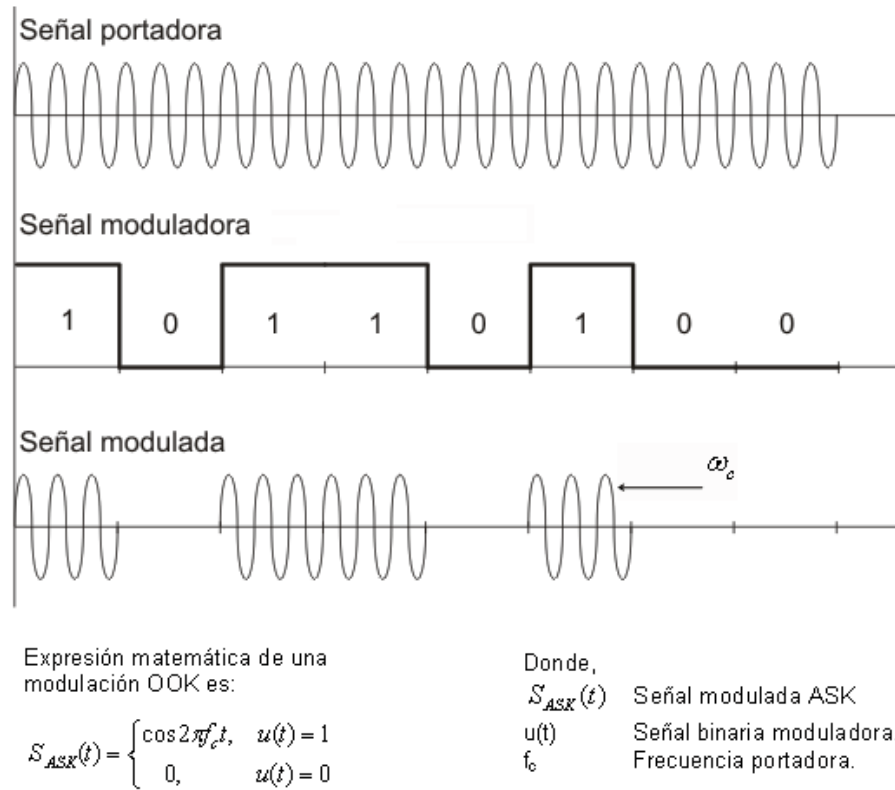 Señal portadora
Señal moduladora
1 0 1 1 0 1 0 0
Señal modulada
ω_c
Expresión matemática de una
modulación OOK es:
S_ASK(t) = { cos 2πf_c t, u(t) = 1
0, u(t) = 0
Donde,
S_ASK(t) Señal modulada ASK
u(t) Señal binaria moduladora
f_c Frecuencia portadora.